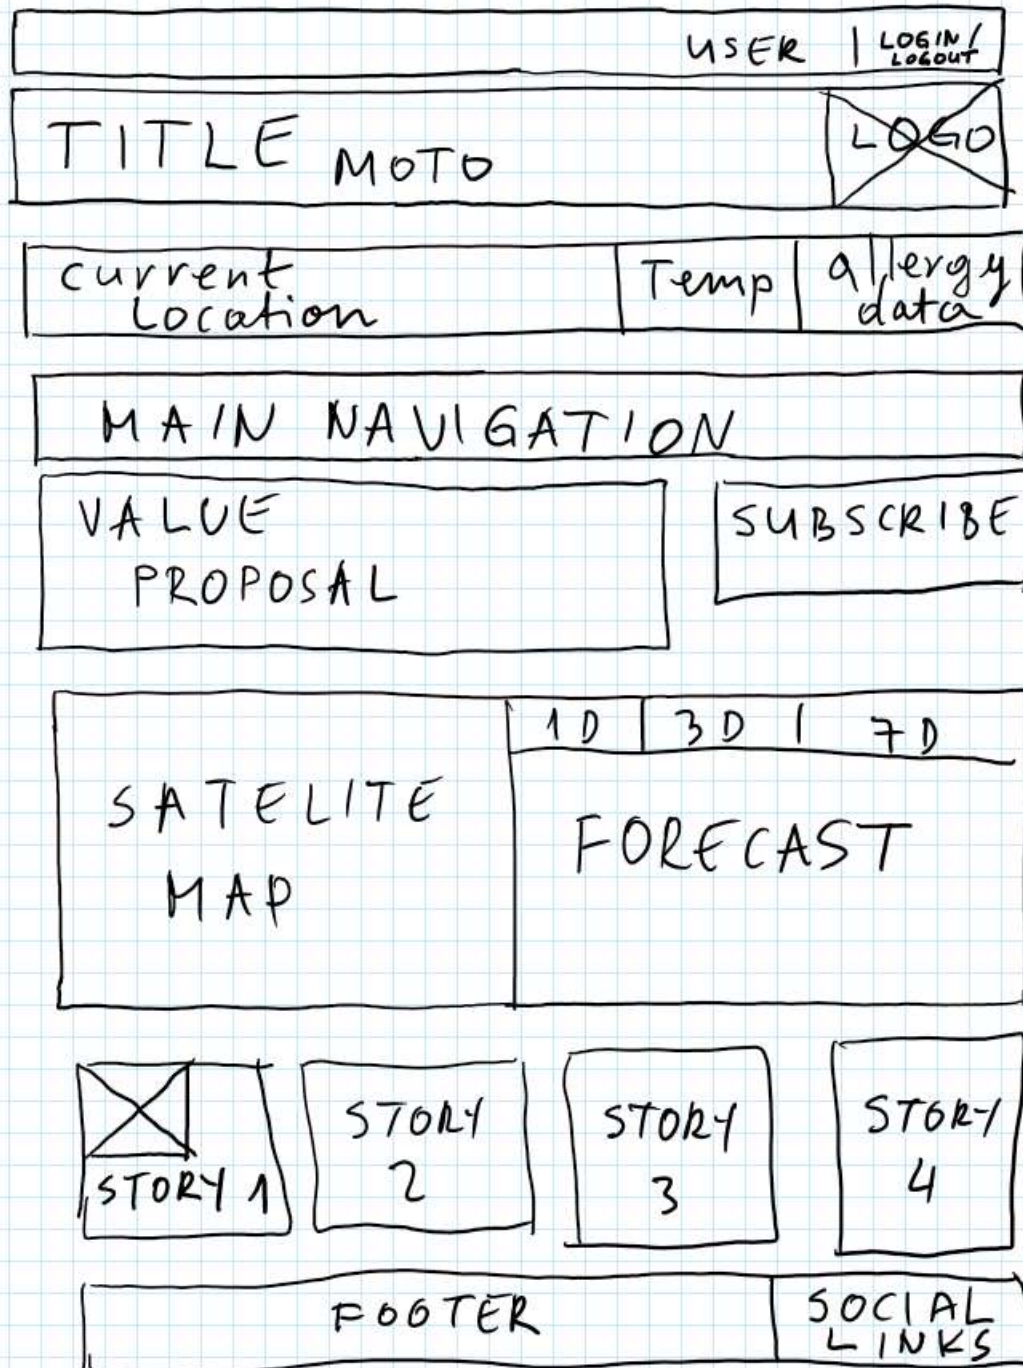 USER | LOGIN /
LOGOUT
TITLE MOTO
LOGO
current
Location
Temp
allergy
data
MAIN NAVIGATION
VALUE
PROPOSAL
SUBSCRIBE
SATELITE
MAP
1D | 3D | 7D
FORECAST
STORY 1
STORY
2
STORY
3
STORY
4
FOOTER
SOCIAL
LINKS